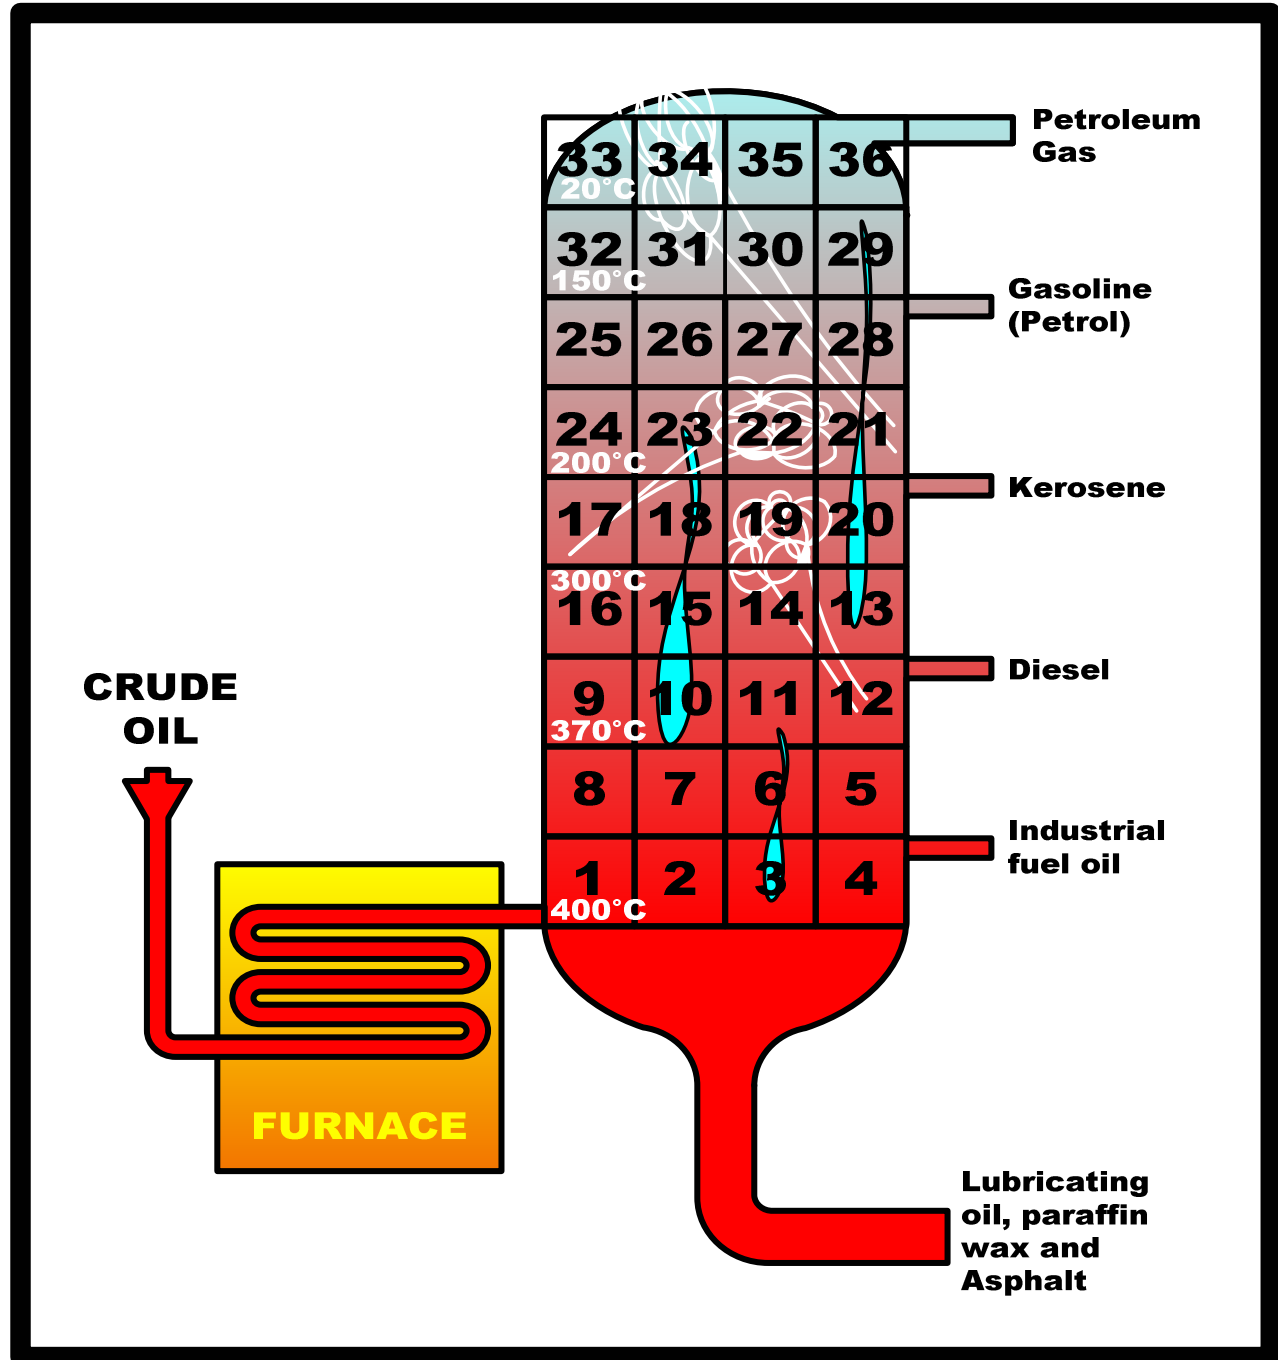 Petroleum
Gas
33 34 35 36
20°C
32 31 30 29
150°C
Gasoline
(Petrol)
25 26 27 28
24 23 22 21
200°C
Kerosene
17 18 19 20
300°C
16 15 14 13
Diesel
9 10 11 12
370°C
CRUDE
OIL
8 7 6 5
Industrial
fuel oil
1 2 3 4
400°C
FURNACE
Lubricating
oil, paraffin
wax and
Asphalt